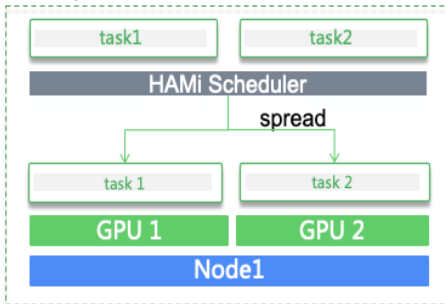 task1 task2
HAMi Scheduler
spread
task 1 task 2
GPU 1 GPU 2
Node1